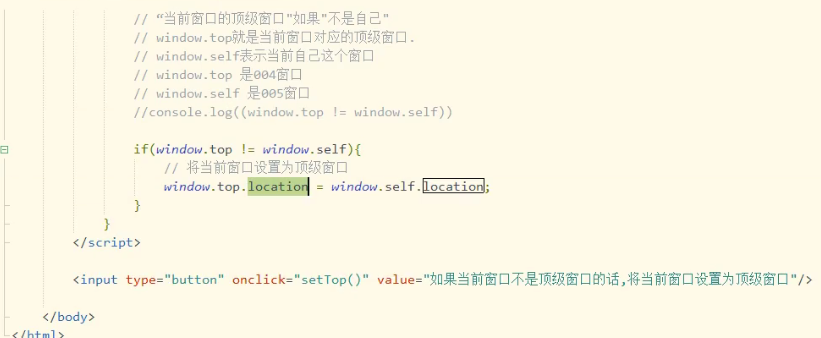 // “当前窗口的顶级窗口"如果"不是自己"
// window.top就是当前窗口对应的顶级窗口.
// window.self表示当前自己这个窗口
// window.top 是004窗口
// window.self 是005窗口
//console.log((window.top != window.self))
if(window.top != window.self){
// 将当前窗口设置为顶级窗口
window.top.location = window.self.location;
}
}
</script>
<input type="button" onclick="setTop()" value="如果当前窗口不是顶级窗口的话,将当前窗口设置为顶级窗口"/>
</body>
</html>